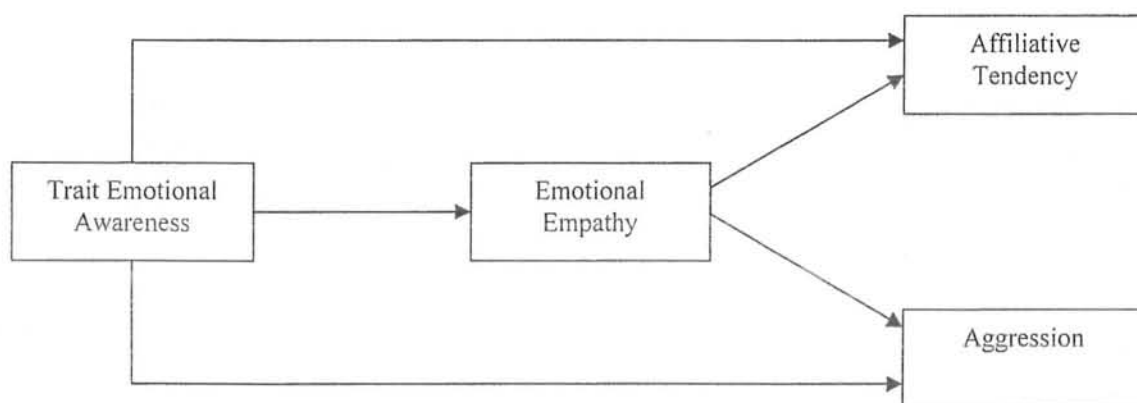 Affiliative
Tendency
Trait Emotional
Awareness
Emotional
Empathy
Aggression